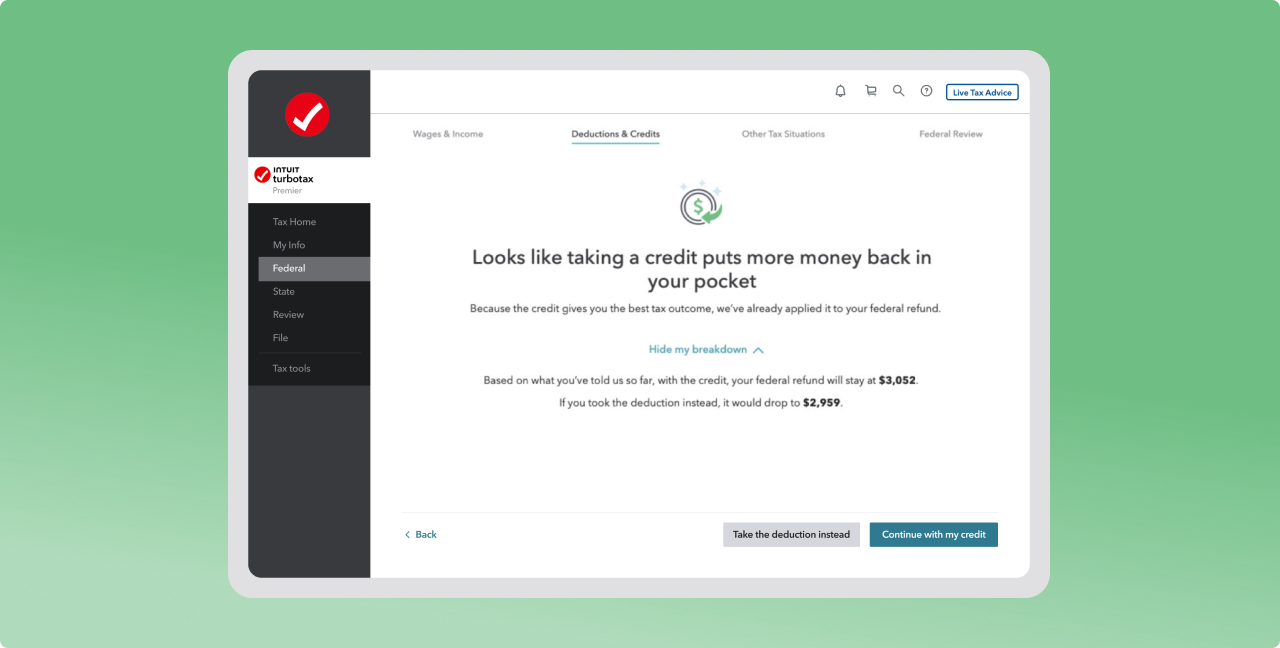 Live Tax Advice
INTUIT
turbotax
Premier
Tax Home
My Info
Federal
State
Review
File
Tax tools
Wages & Income
Deductions & Credits
Other Tax Situations
Federal Review
Looks like taking a credit puts more money back in
your pocket
Because the credit gives you the best tax outcome, we’ve already applied it to your federal refund.
Hide my breakdown
Based on what you’ve told us so far, with the credit, your federal refund will stay at $3,052.
If you took the deduction instead, it would drop to $2,959.
Back
Take the deduction instead
Continue with my credit